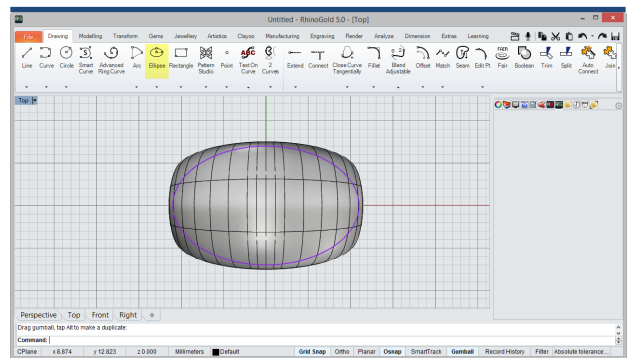 Untitled - RhinoGold 5.0 - [Top]
File Drawing Modelling Transform Gems Jewellery Artistics Clayoo Manufacturing Engraving Render Analyze Dimension Extras Learning
Line Curve Circle Smart Curve Advanced Ring Curve Arc Ellipse Rectangle Pattern Studio Point Text On Curve 2 Curves Extend Connect Close Curve Tangentially Fillet Blend Adjustable Offset Match Seam Edit Pt Fair Boolean Trim Split Auto Connect Join
Top
Perspective Top Front Right
Drag gumball, tap Alt to make a duplicate:
Command:
CPlane x 8.874 y 12.823 z 0.000 Millimeters Default Grid Snap Ortho Planar Osnap SmartTrack Gumball Record History Filter Absolute tolerance:...